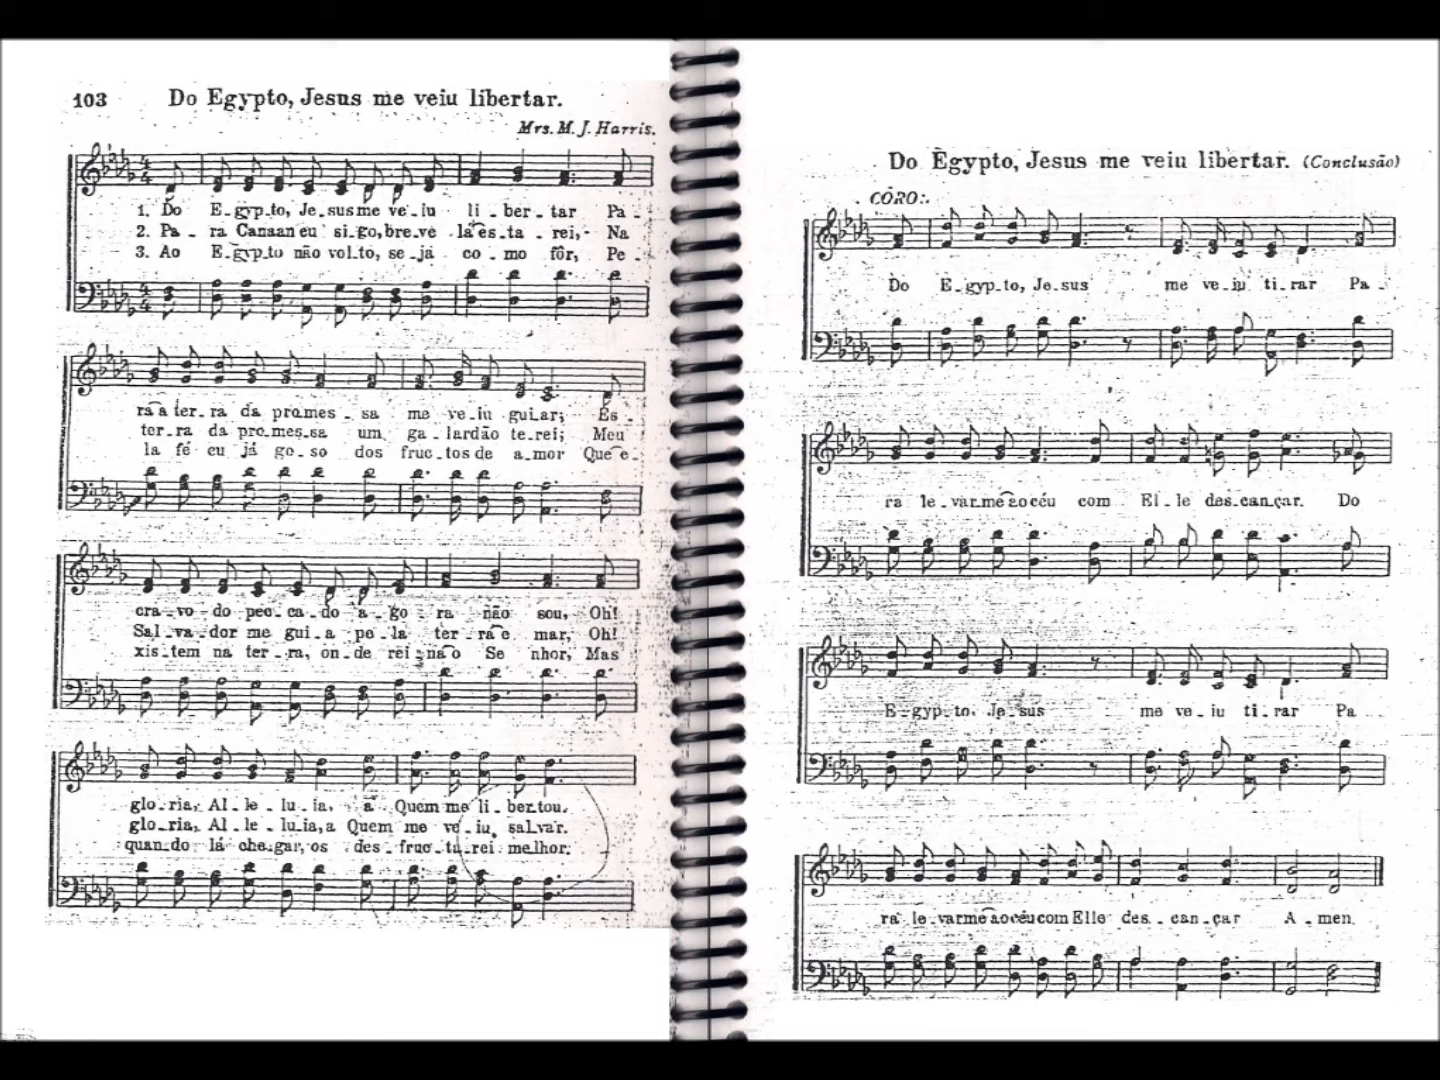 103 Do Egypto, Jesus me veiu libertar.
Mrs. M. J. Harris.
1. Do E-gyp-to, Je-sus me ve-iu li-ber-tar Pa-
2. Pa-ra Canaan eu si-go, bre-ve la es-ta-rei, Na
3. Ao E-gyp-to não vol-to, se-ja co-mo fôr, Pe-
ra a ter-ra da promes-sa me ve-iu gui-ar; Es-
ter-ra da pro-mes-sa um ga-lardão te-rei; Meu
la fé eu já go-so dos fruc-tos de a-mor Que e-
cra-vo do pec-ca-do a-go-ra não sou, Oh!
Sal-va-dor me gui-a pe-la ter-ra e mar, Oh!
xis-tem na ter-ra, on-de rei-na o Se nhor, Mas
glo-ria, Al-le-lu-ia, a Quem me li-ber-tou.
glo-ria, Al-le-lu-ia, a Quem me ve-iu sal-var.
quan-do lá che-gar, os des-fruc-ta-rei melhor.
Do Egypto, Jesus me veiu libertar. (Conclusão)
CÔRO:.
Do E-gyp-to, Je-sus me ve-iu ti-rar Pa-
ra le-var-me ao céu com El-le des-can-çar. Do
E-gyp-to, Je-sus me ve-iu ti-rar Pa
ra le-var me ao céu com Elle des-can-çar A-men.